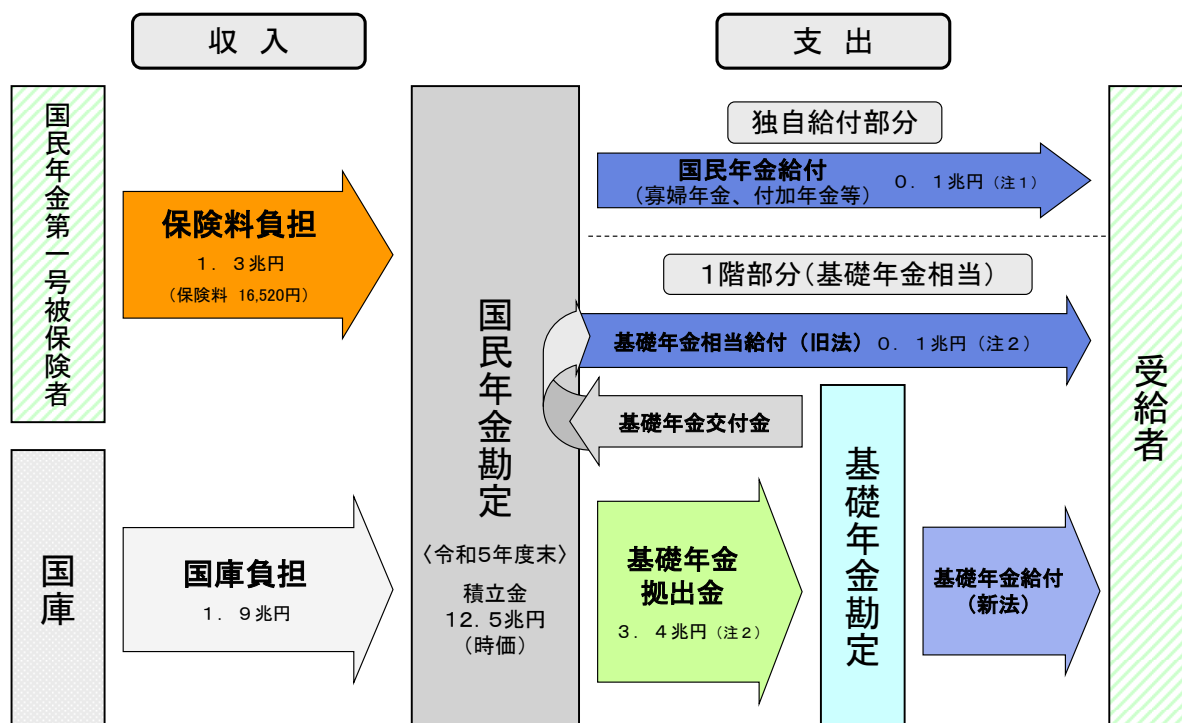 収 入
支 出
国民年金第一号被保険者
保険料負担
1．3兆円
（保険料 16,520円）
国庫
国庫負担
1．9兆円
国民年金勘定
〈令和5年度末〉
積立金
12．5兆円
（時価）
独自給付部分
国民年金給付 0．1兆円（注1）
（寡婦年金、付加年金等）
1階部分（基礎年金相当）
基礎年金相当給付（旧法） 0．1兆円（注2）
基礎年金交付金
基礎年金
拠出金
3．4兆円（注2）
基礎年金勘定
基礎年金給付
（新法）
受給者